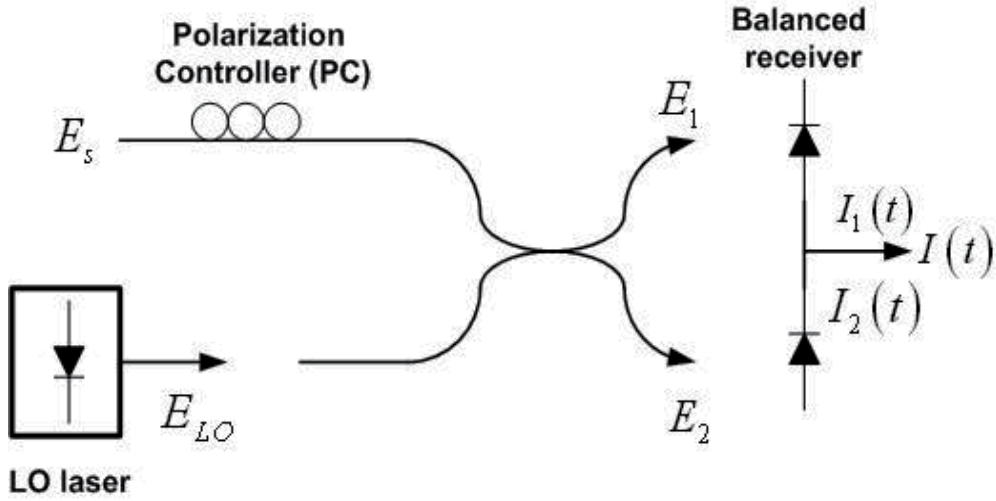 Polarization
Controller (PC)
Balanced
receiver
E_s
E_1
I_1(t)
I(t)
I_2(t)
E_LO
E_2
LO laser